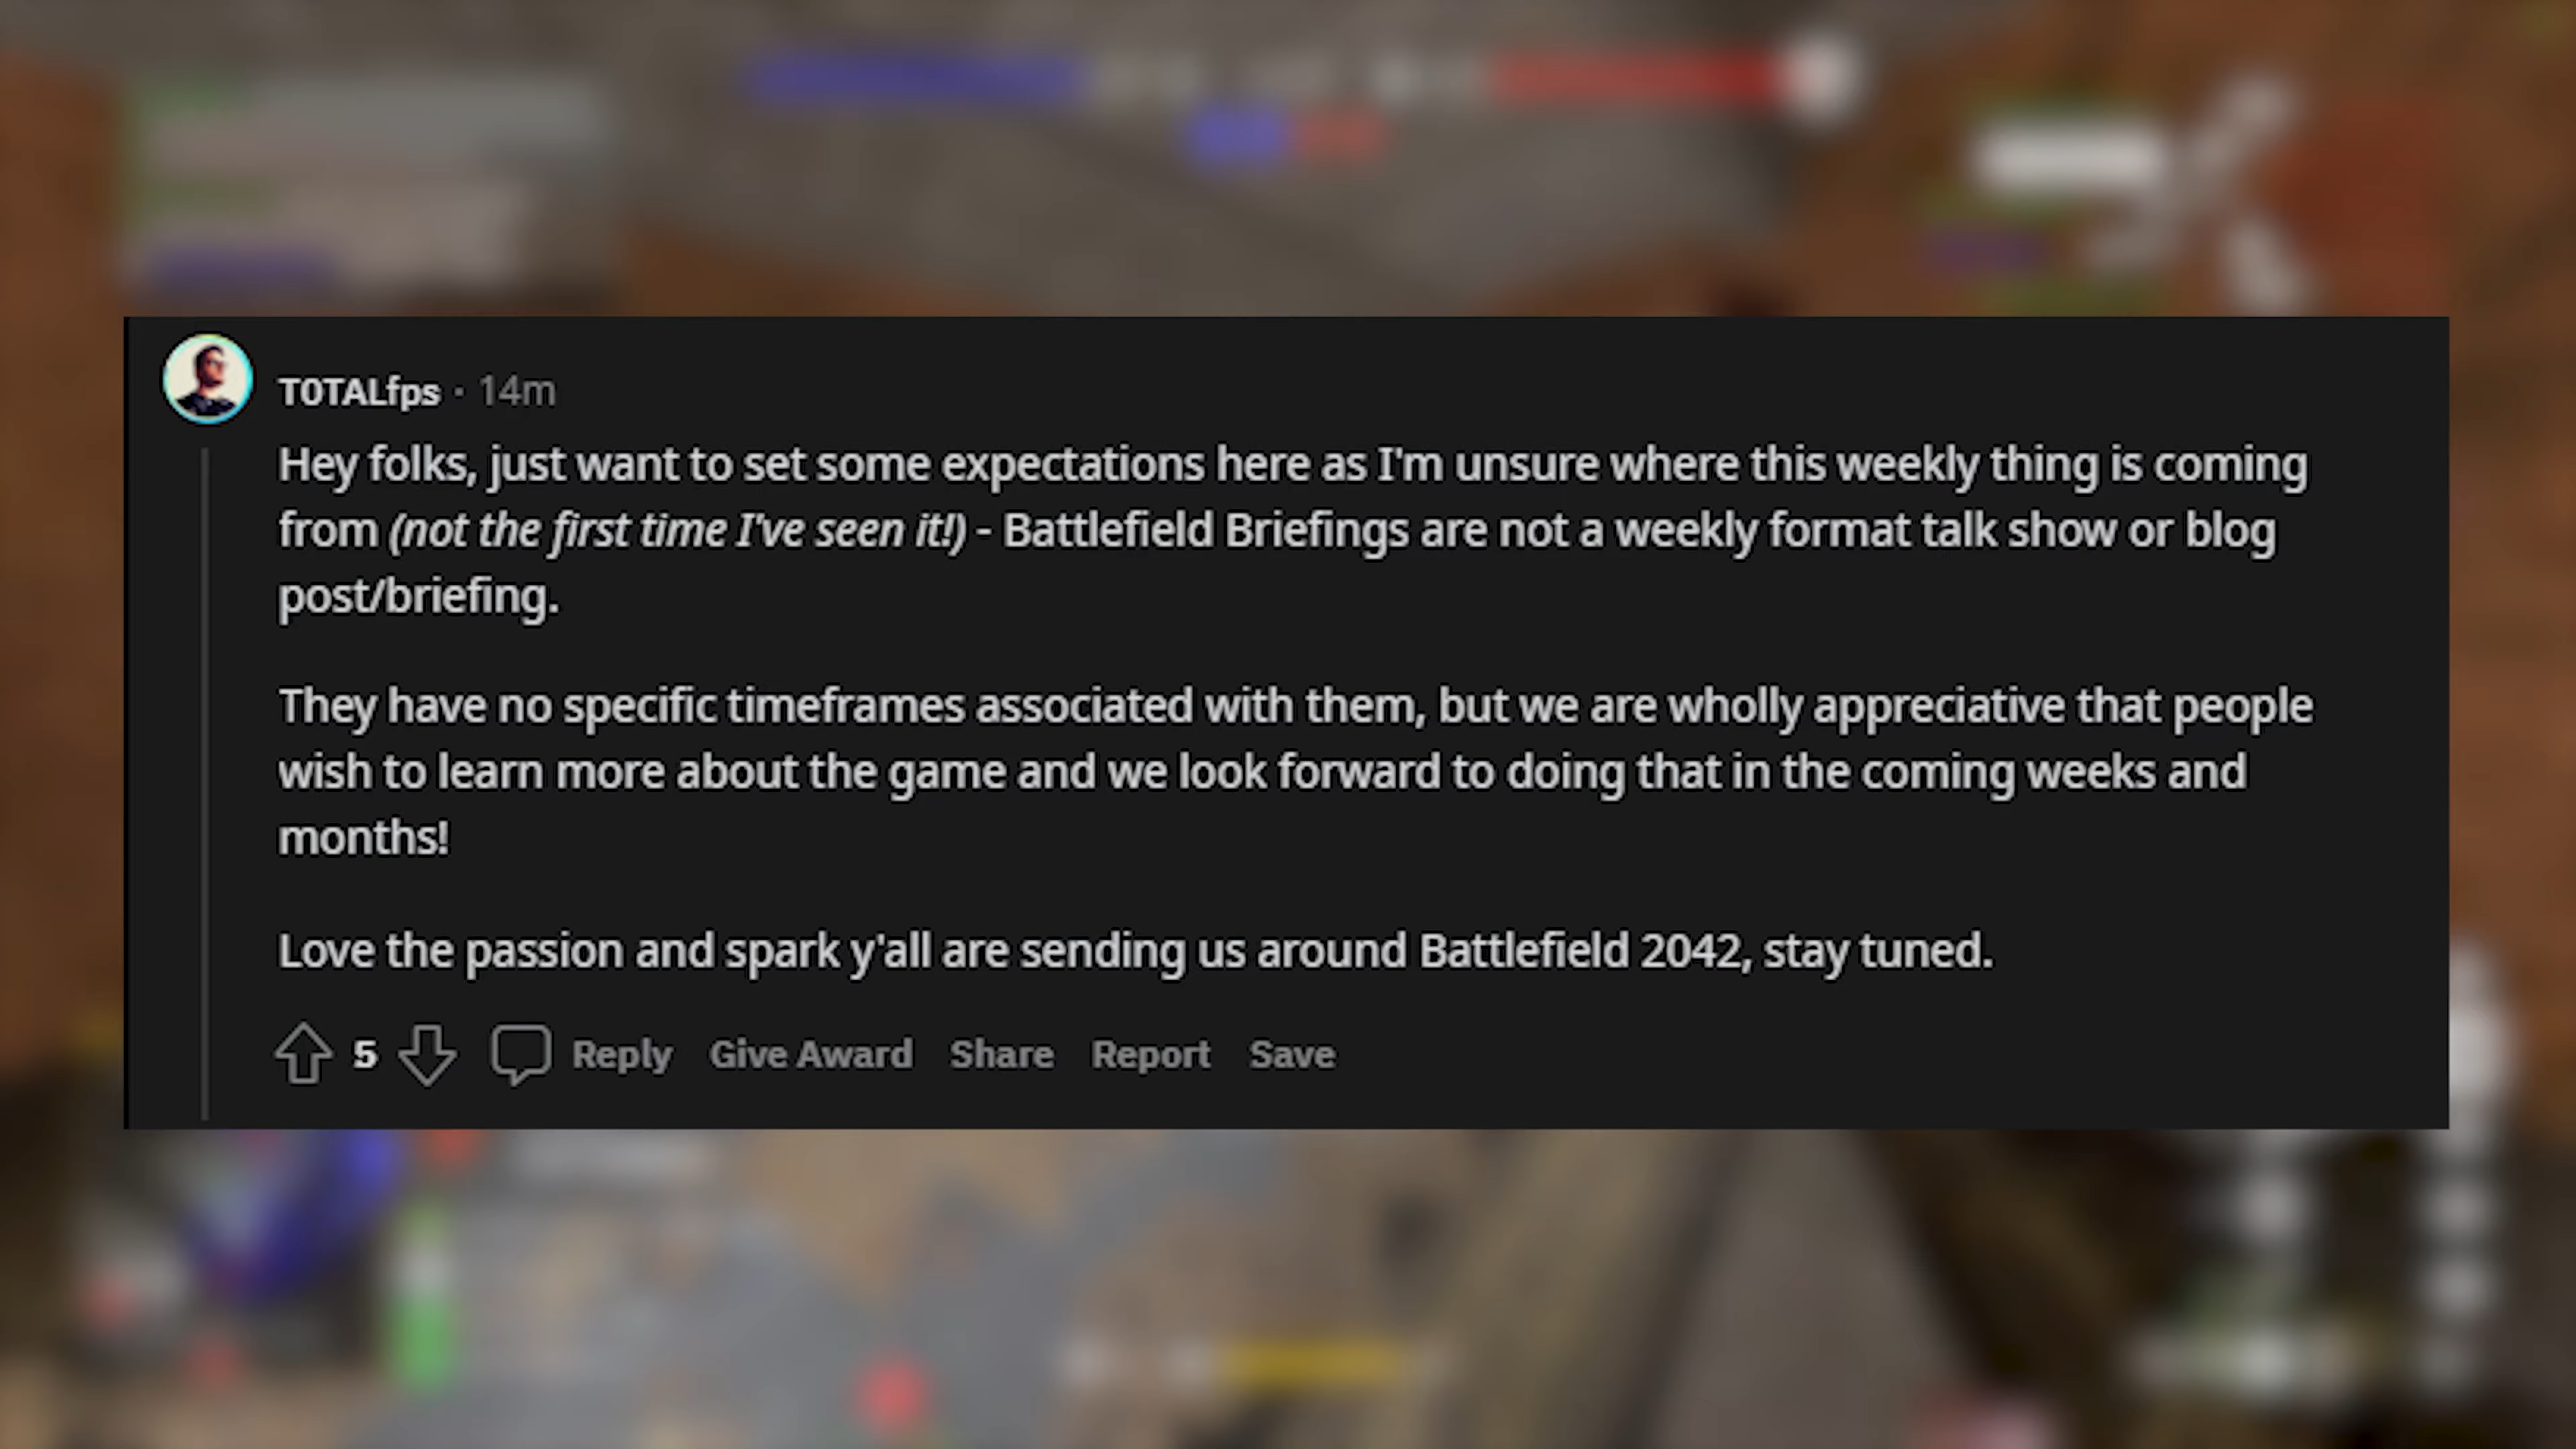 T0TALfps · 14m
Hey folks, just want to set some expectations here as I'm unsure where this weekly thing is coming
from (not the first time I've seen it!) - Battlefield Briefings are not a weekly format talk show or blog
post/briefing.
They have no specific timeframes associated with them, but we are wholly appreciative that people
wish to learn more about the game and we look forward to doing that in the coming weeks and
months!
Love the passion and spark y'all are sending us around Battlefield 2042, stay tuned.
5 Reply Give Award Share Report Save